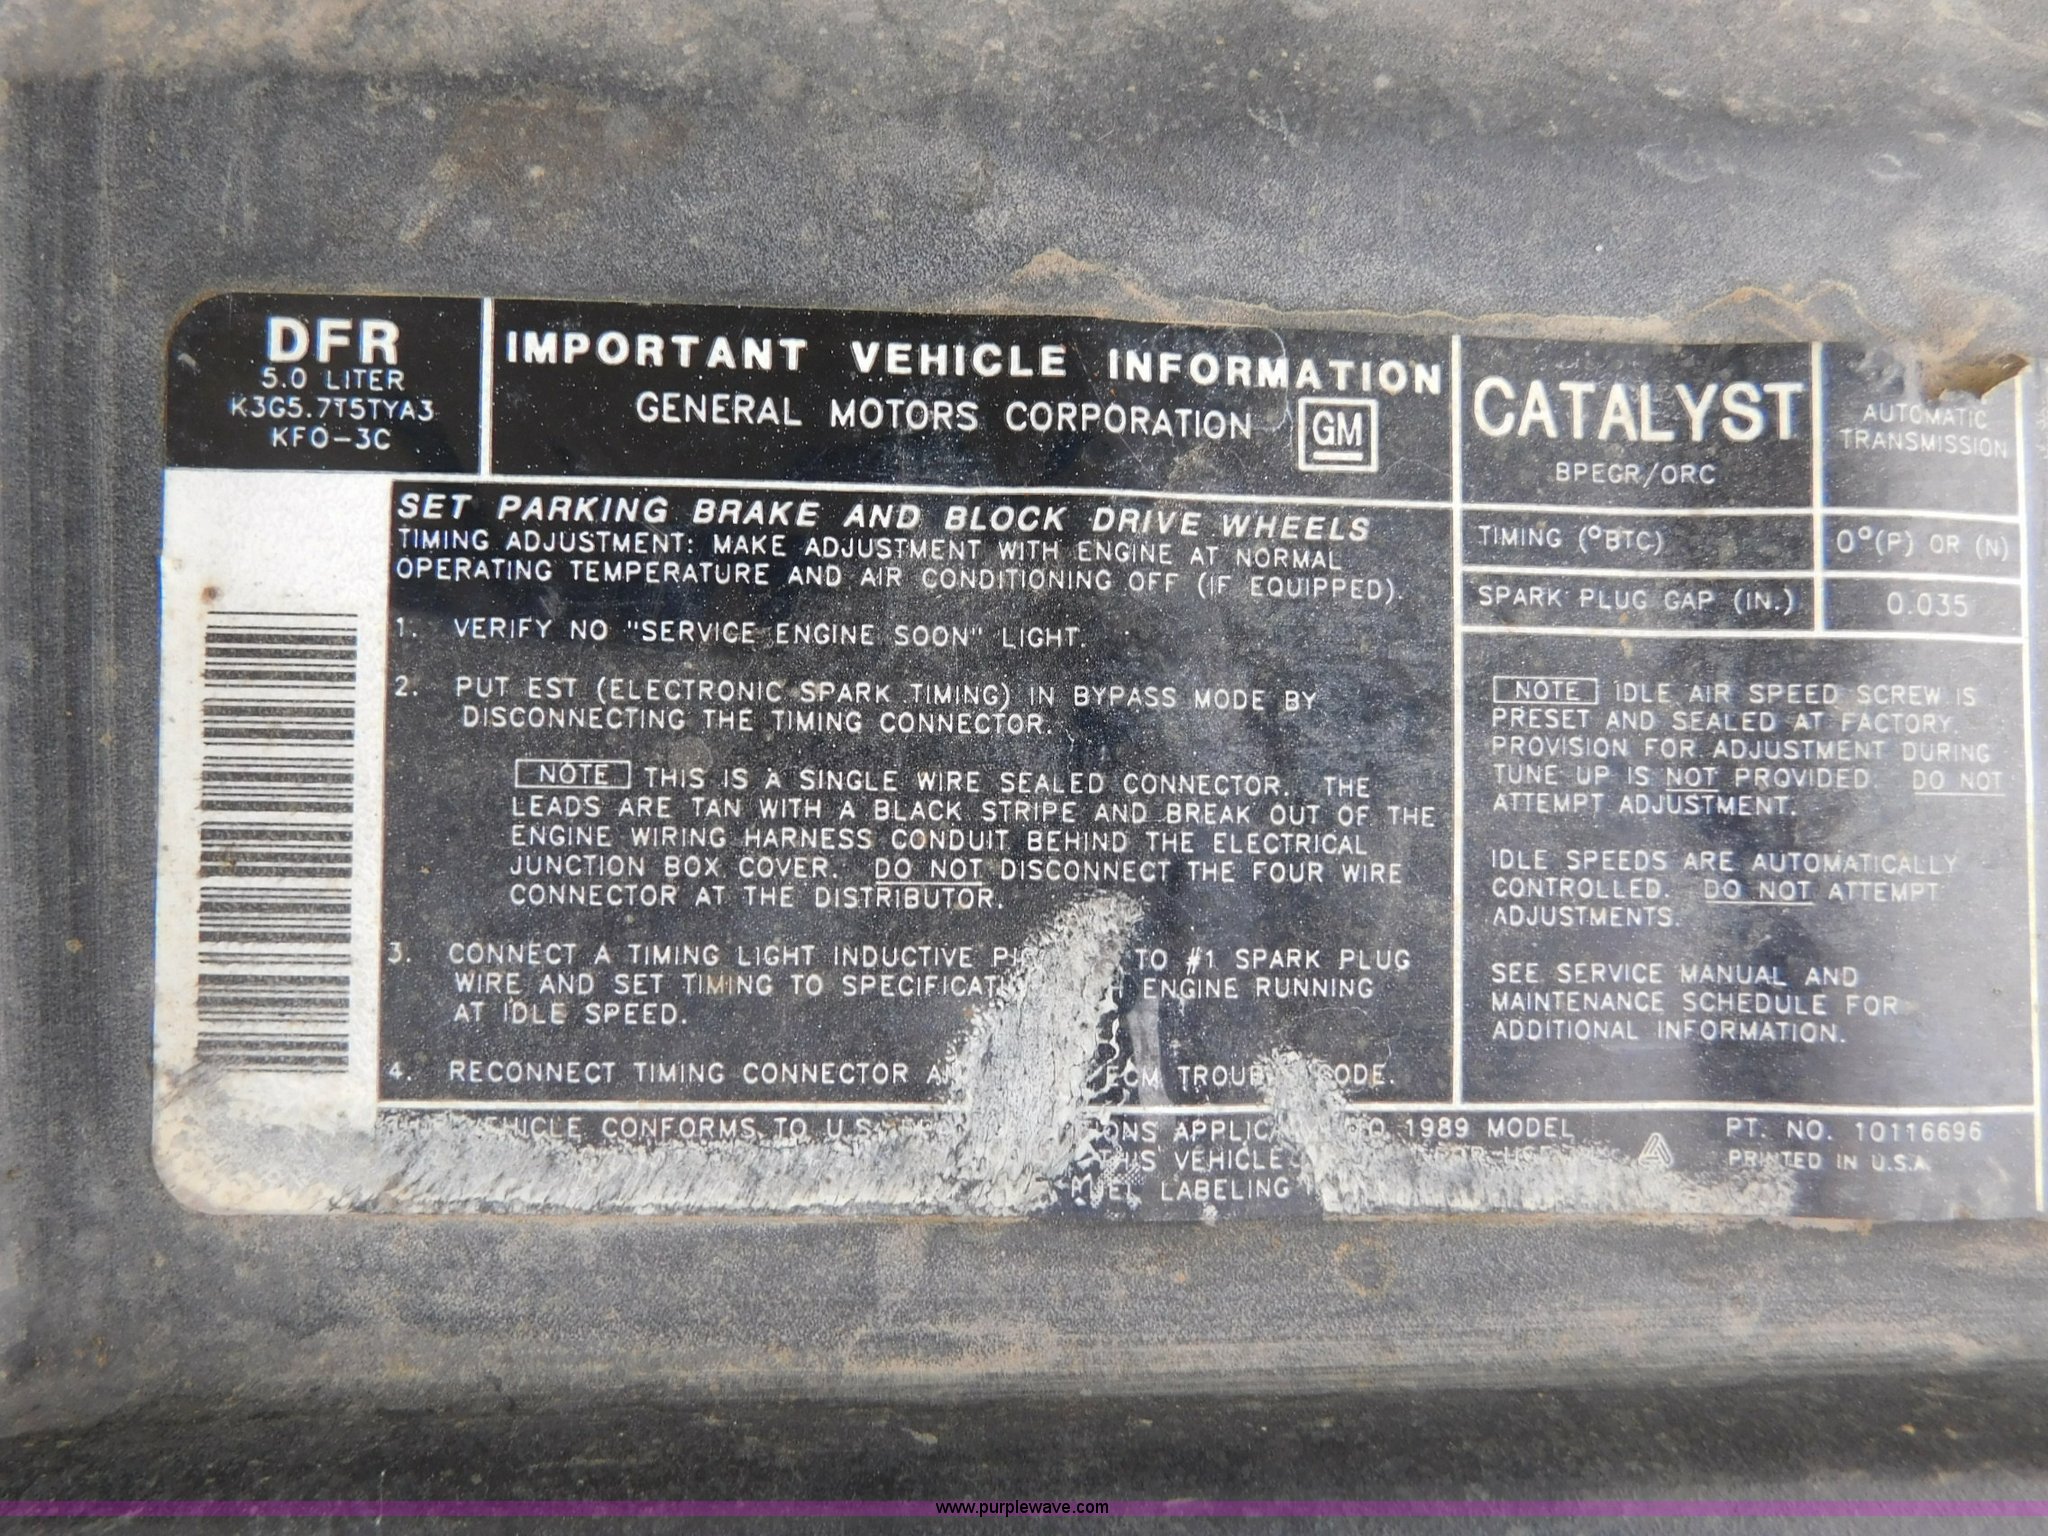 DFR
5.0 LITER
K3G5.7T5TYA3
KFO-3C
IMPORTANT VEHICLE INFORMATION
GENERAL MOTORS CORPORATION
GM
CATALYST
BPEGR/ORC
AUTOMATIC
TRANSMISSION
TIMING (°BTC)
0°(P) OR (N)
SPARK PLUG GAP (IN.)
0.035
SET PARKING BRAKE AND BLOCK DRIVE WHEELS
TIMING ADJUSTMENT: MAKE ADJUSTMENT WITH ENGINE AT NORMAL
OPERATING TEMPERATURE AND AIR CONDITIONING OFF (IF EQUIPPED).
1. VERIFY NO "SERVICE ENGINE SOON" LIGHT.
2. PUT EST (ELECTRONIC SPARK TIMING) IN BYPASS MODE BY
DISCONNECTING THE TIMING CONNECTOR.
NOTE THIS IS A SINGLE WIRE SEALED CONNECTOR. THE
LEADS ARE TAN WITH A BLACK STRIPE AND BREAK OUT OF THE
ENGINE WIRING HARNESS CONDUIT BEHIND THE ELECTRICAL
JUNCTION BOX COVER. DO NOT DISCONNECT THE FOUR WIRE
CONNECTOR AT THE DISTRIBUTOR.
3. CONNECT A TIMING LIGHT INDUCTIVE TO #1 SPARK PLUG
WIRE AND SET TIMING TO ENGINE RUNNING
AT IDLE SPEED.
4. RECONNECT TIMING CONNECTOR ECM
NOTE IDLE AIR SPEED SCREW IS
PRESET AND SEALED AT FACTORY.
PROVISION FOR ADJUSTMENT DURING
TUNE UP IS NOT PROVIDED. DO NOT
ATTEMPT ADJUSTMENT.
IDLE SPEEDS ARE AUTOMATICALLY
CONTROLLED. DO NOT ATTEMPT
ADJUSTMENTS.
SEE SERVICE MANUAL AND
MAINTENANCE SCHEDULE FOR
ADDITIONAL INFORMATION.
VEHICLE CONFORMS TO U.S. 1989 MODEL
THIS VEHICLE
FUEL LABELING
PT. NO. 10116696
PRINTED IN U.S.A.
www.purplewave.com